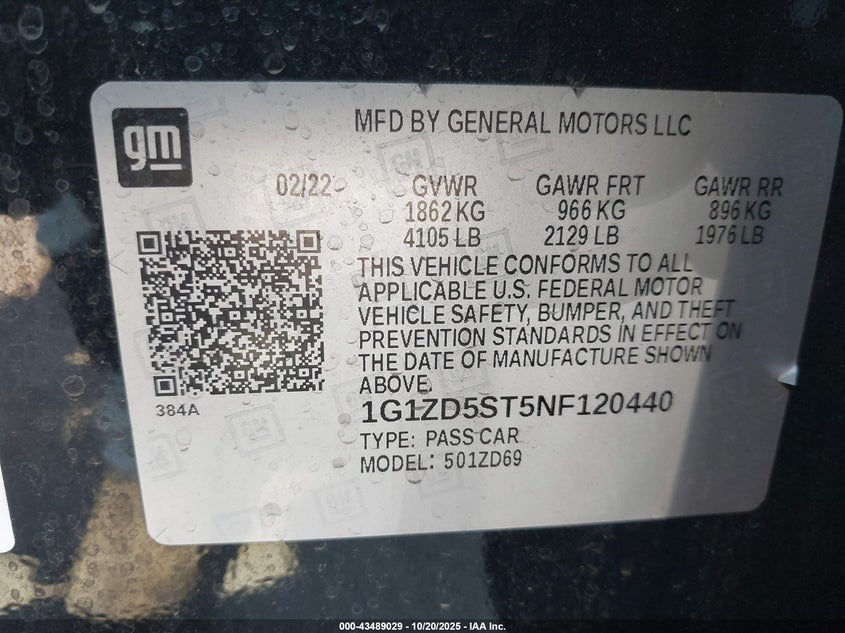 gm
MFD BY GENERAL MOTORS LLC
02/22 GVWR GAWR FRT GAWR RR
1862 KG 966 KG 896 KG
4105 LB 2129 LB 1976 LB
THIS VEHICLE CONFORMS TO ALL
APPLICABLE U.S. FEDERAL MOTOR
VEHICLE SAFETY, BUMPER, AND THEFT
PREVENTION STANDARDS IN EFFECT ON
THE DATE OF MANUFACTURE SHOWN
ABOVE.
384A
1G1ZD5ST5NF120440
TYPE: PASS CAR
MODEL: 501ZD69
000-43489029 - 10/20/2025 - IAA Inc.